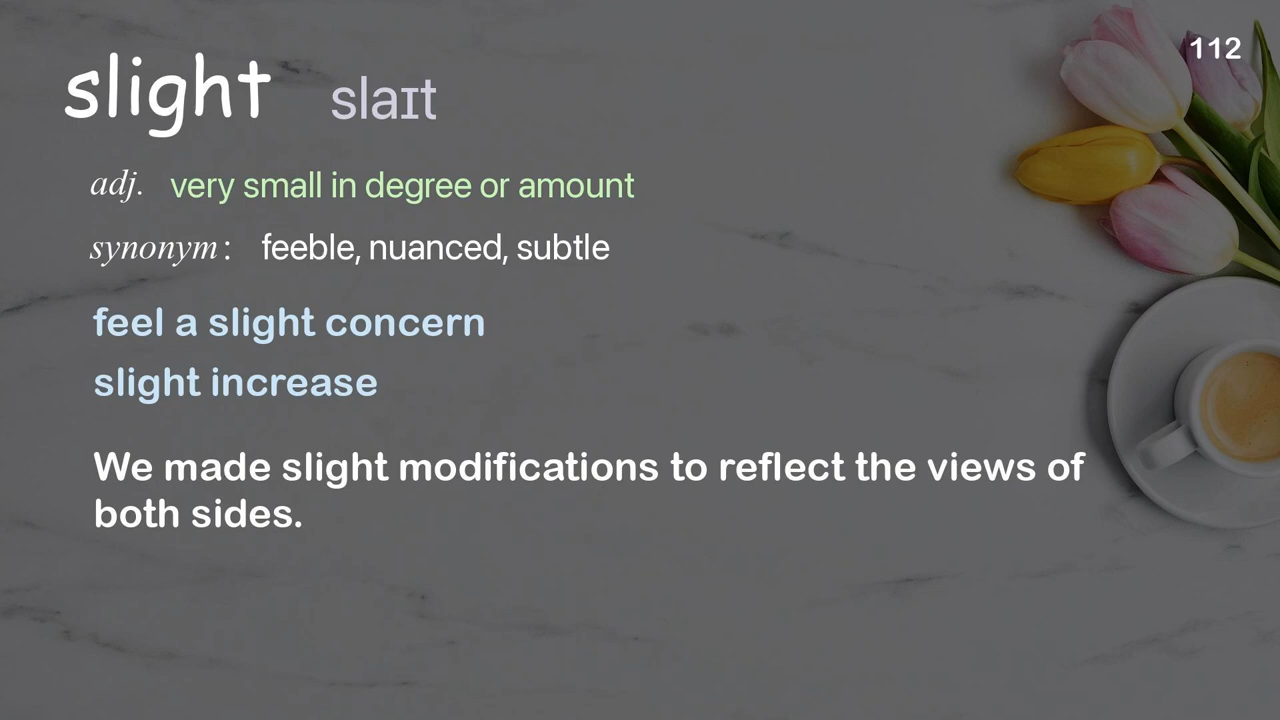 112
slight slaɪt
adj. very small in degree or amount
synonym: feeble, nuanced, subtle
feel a slight concern
slight increase
We made slight modifications to reflect the views of
both sides.